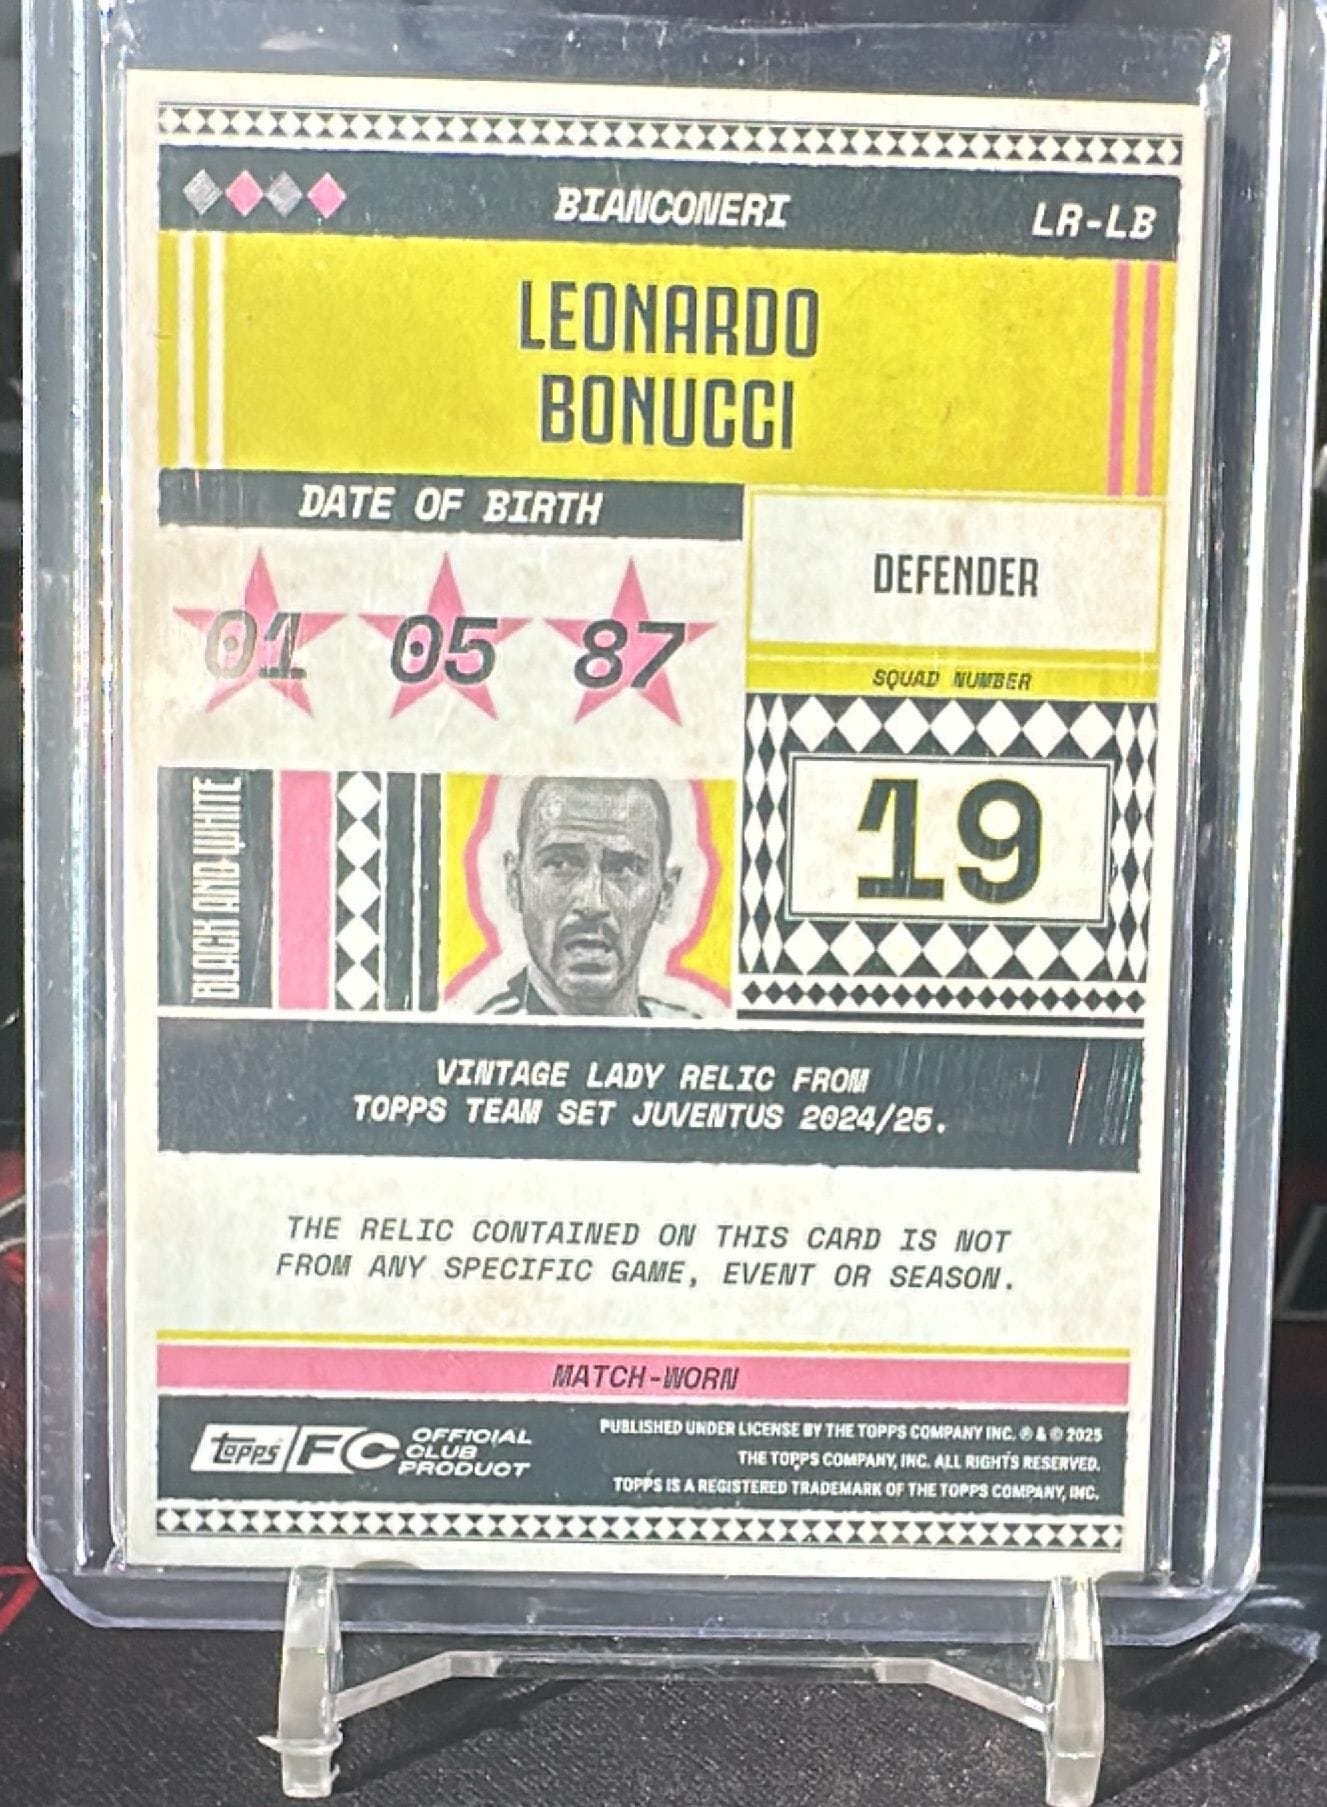 BIANCONERI
LR-LB
LEONARDO
BONUCCI
DATE OF BIRTH
01 05 87
DEFENDER
SQUAD NUMBER
19
BLACK AND WHITE
VINTAGE LADY RELIC FROM
TOPPS TEAM SET JUVENTUS 2024/25.
THE RELIC CONTAINED ON THIS CARD IS NOT
FROM ANY SPECIFIC GAME, EVENT OR SEASON.
MATCH-WORN
topps FC OFFICIAL
CLUB
PRODUCT
PUBLISHED UNDER LICENSE BY THE TOPPS COMPANY INC. ® & © 2025
THE TOPPS COMPANY, INC. ALL RIGHTS RESERVED.
TOPPS IS A REGISTERED TRADEMARK OF THE TOPPS COMPANY, INC.